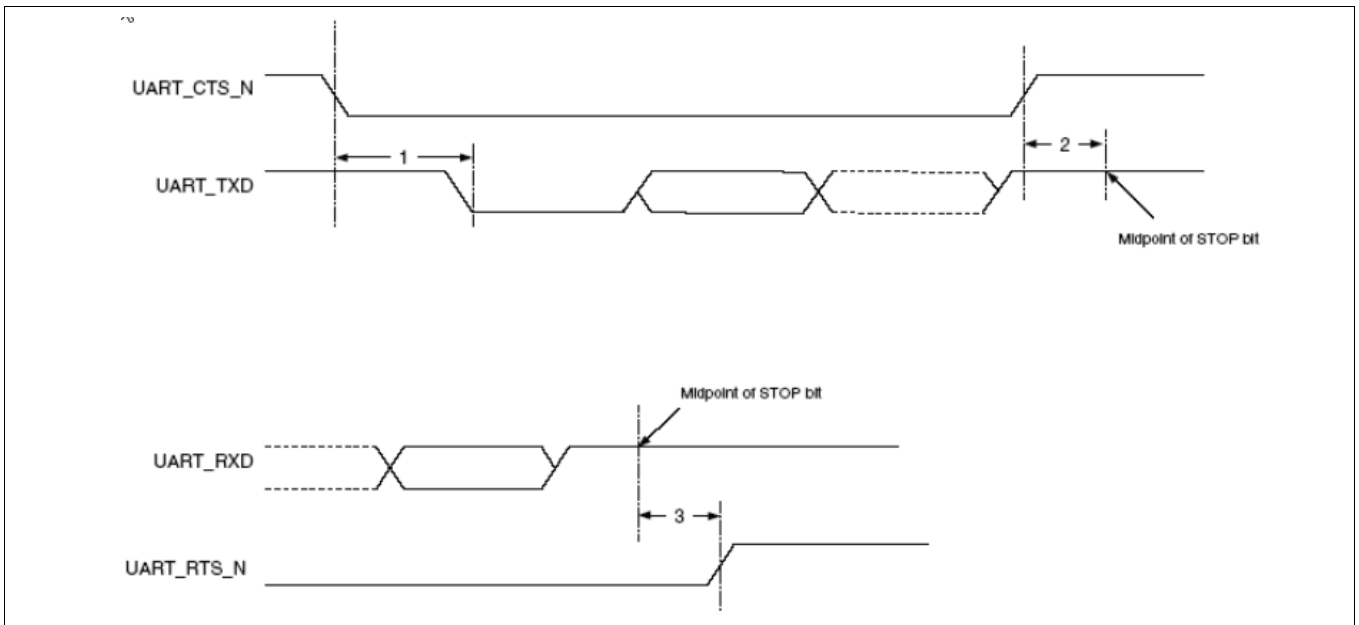 UART_CTS_N
1
2
UART_TXD
Midpoint of STOP bit
Midpoint of STOP bit
UART_RXD
3
UART_RTS_N